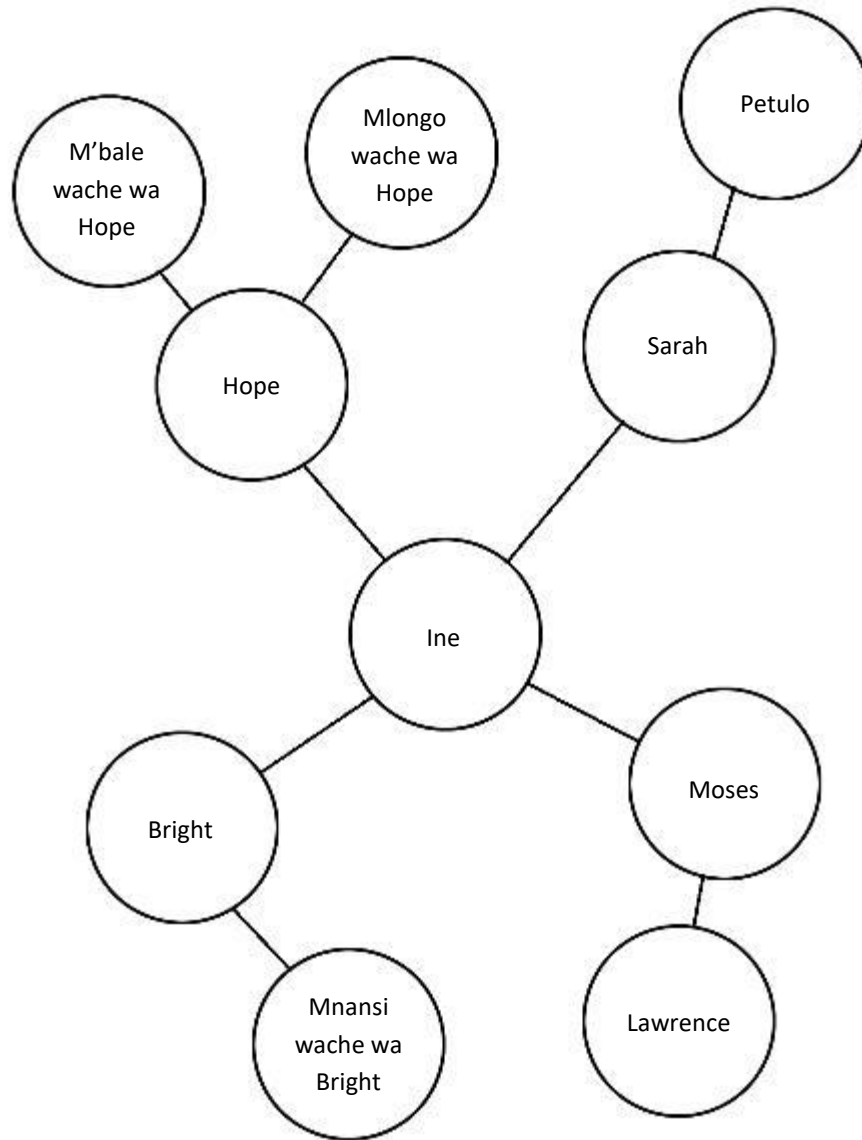 Petulo
Mlongo
wache wa
Hope
M’bale
wache wa
Hope
Sarah
Hope
Ine
Moses
Bright
Lawrence
Mnansi
wache wa
Bright